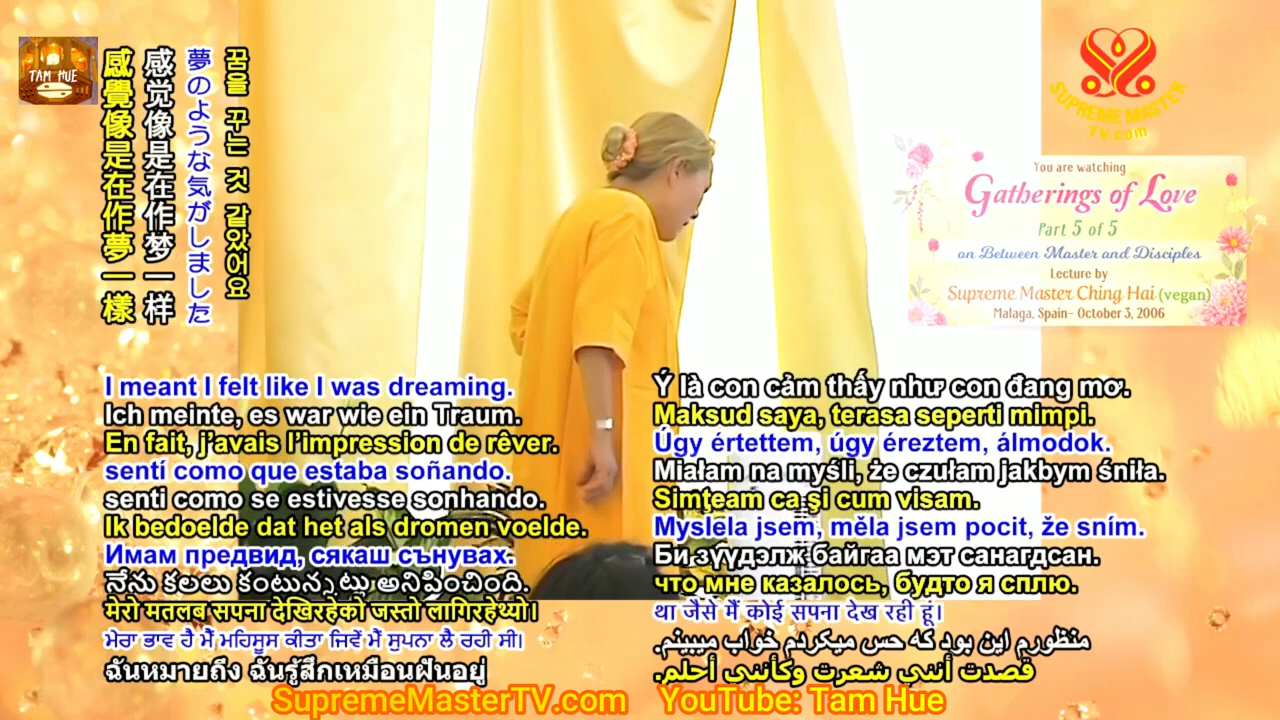 TAM HUE
感覺像是在作夢一樣
感觉像是在作梦一样
夢のような気がしました
꿈을 꾸는 것 같았어요
SUPREME MASTER
TV.com
You are watching
Gatherings of Love
Part 5 of 5
on Between Master and Disciples
Lecture by
Supreme Master Ching Hai (vegan)
Malaga, Spain– October 3, 2006
I meant I felt like I was dreaming.
Ich meinte, es war wie ein Traum.
En fait, j’avais l’impression de rêver.
sentí como que estaba soñando.
senti como se estivesse sonhando.
Ik bedoelde dat het als dromen voelde.
Имам предвид, сякаш сънувах.
నేను కలలు కంటున్నట్లు అనిపించింది.
मेरो मतलब सपना देखिरहेको जस्तो लागिरहेथ्यो।
ਮੇਰਾ ਭਾਵ ਹੈ ਮੈਂ ਮਹਿਸੂਸ ਕੀਤਾ ਜਿਵੇਂ ਮੈਂ ਸੁਪਨਾ ਲੈ ਰਹੀ ਸੀ।
ฉันหมายถึง ฉันรู้สึกเหมือนฝันอยู่
Ý là con cảm thấy như con đang mơ.
Maksud saya, terasa seperti mimpi.
Úgy értettem, úgy éreztem, álmodok.
Miałam na myśli, że czułam jakbym śniła.
Simţeam ca şi cum visam.
Myslela jsem, měla jsem pocit, že sním.
Би зүүдэлж байгаа мэт санагдсан.
что мне казалось, будто я сплю.
था जैसे मैं कोई सपना देख रही हूं।
منظورم این بود که حس میکردم خواب میبینم.
قصدت أنني شعرت وكأنني أحلم.
SupremeMasterTV.com
YouTube: Tam Hue